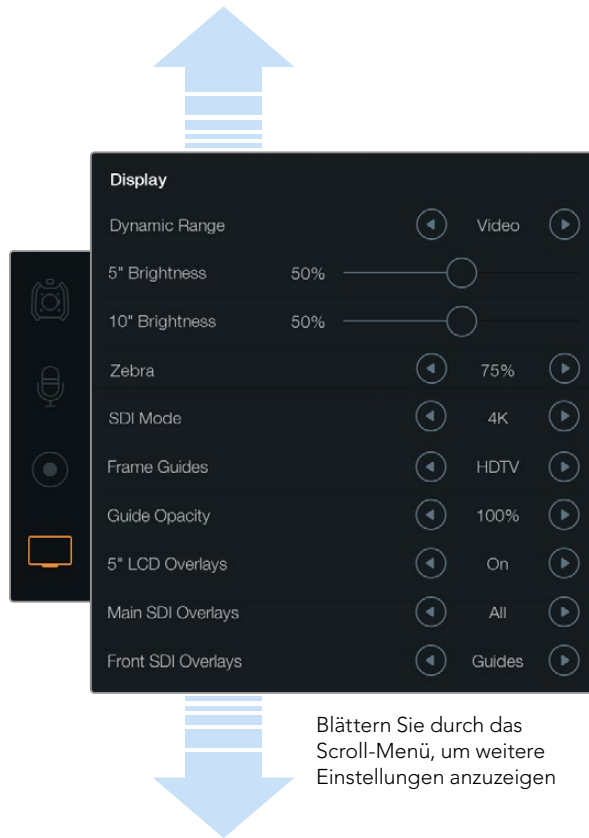 Display
Dynamic Range Video
5" Brightness 50%
10" Brightness 50%
Zebra 75%
SDI Mode 4K
Frame Guides HDTV
Guide Opacity 100%
5" LCD Overlays On
Main SDI Overlays All
Front SDI Overlays Guides
Blättern Sie durch das
Scroll-Menü, um weitere
Einstellungen anzuzeigen